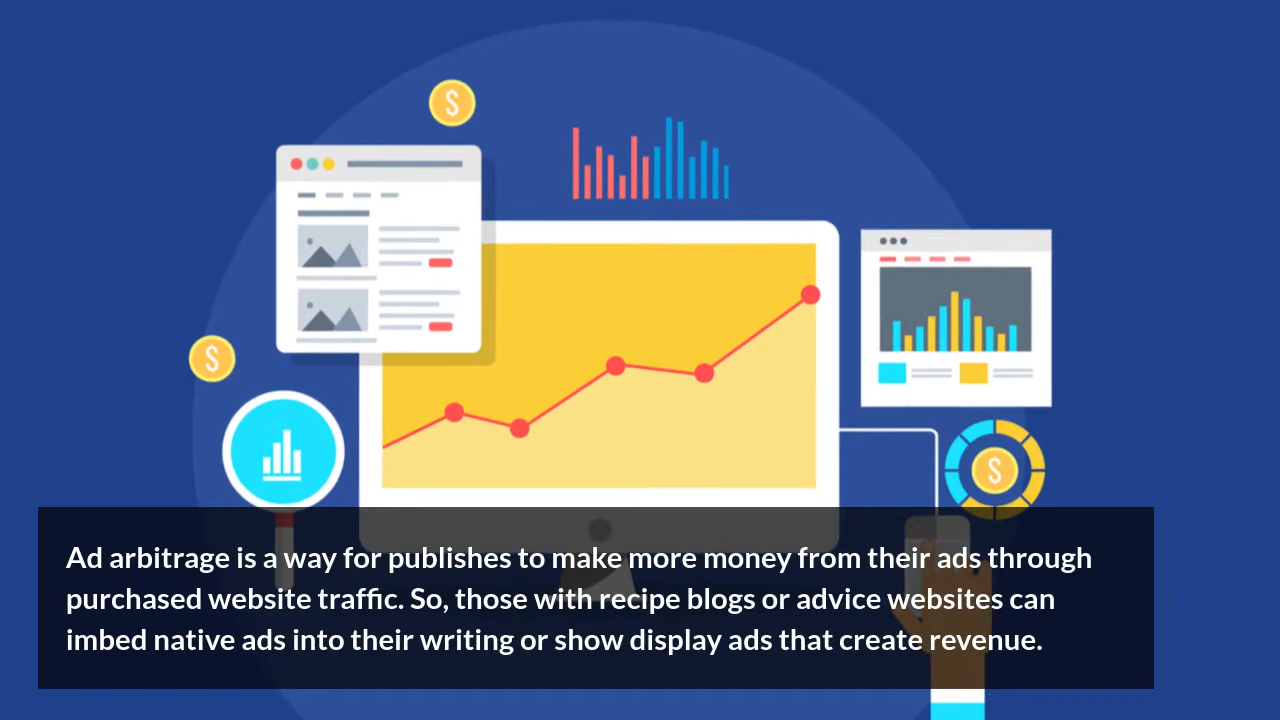 $
$
$
Ad arbitrage is a way for publishes to make more money from their ads through
purchased website traffic. So, those with recipe blogs or advice websites can
imbed native ads into their writing or show display ads that create revenue.